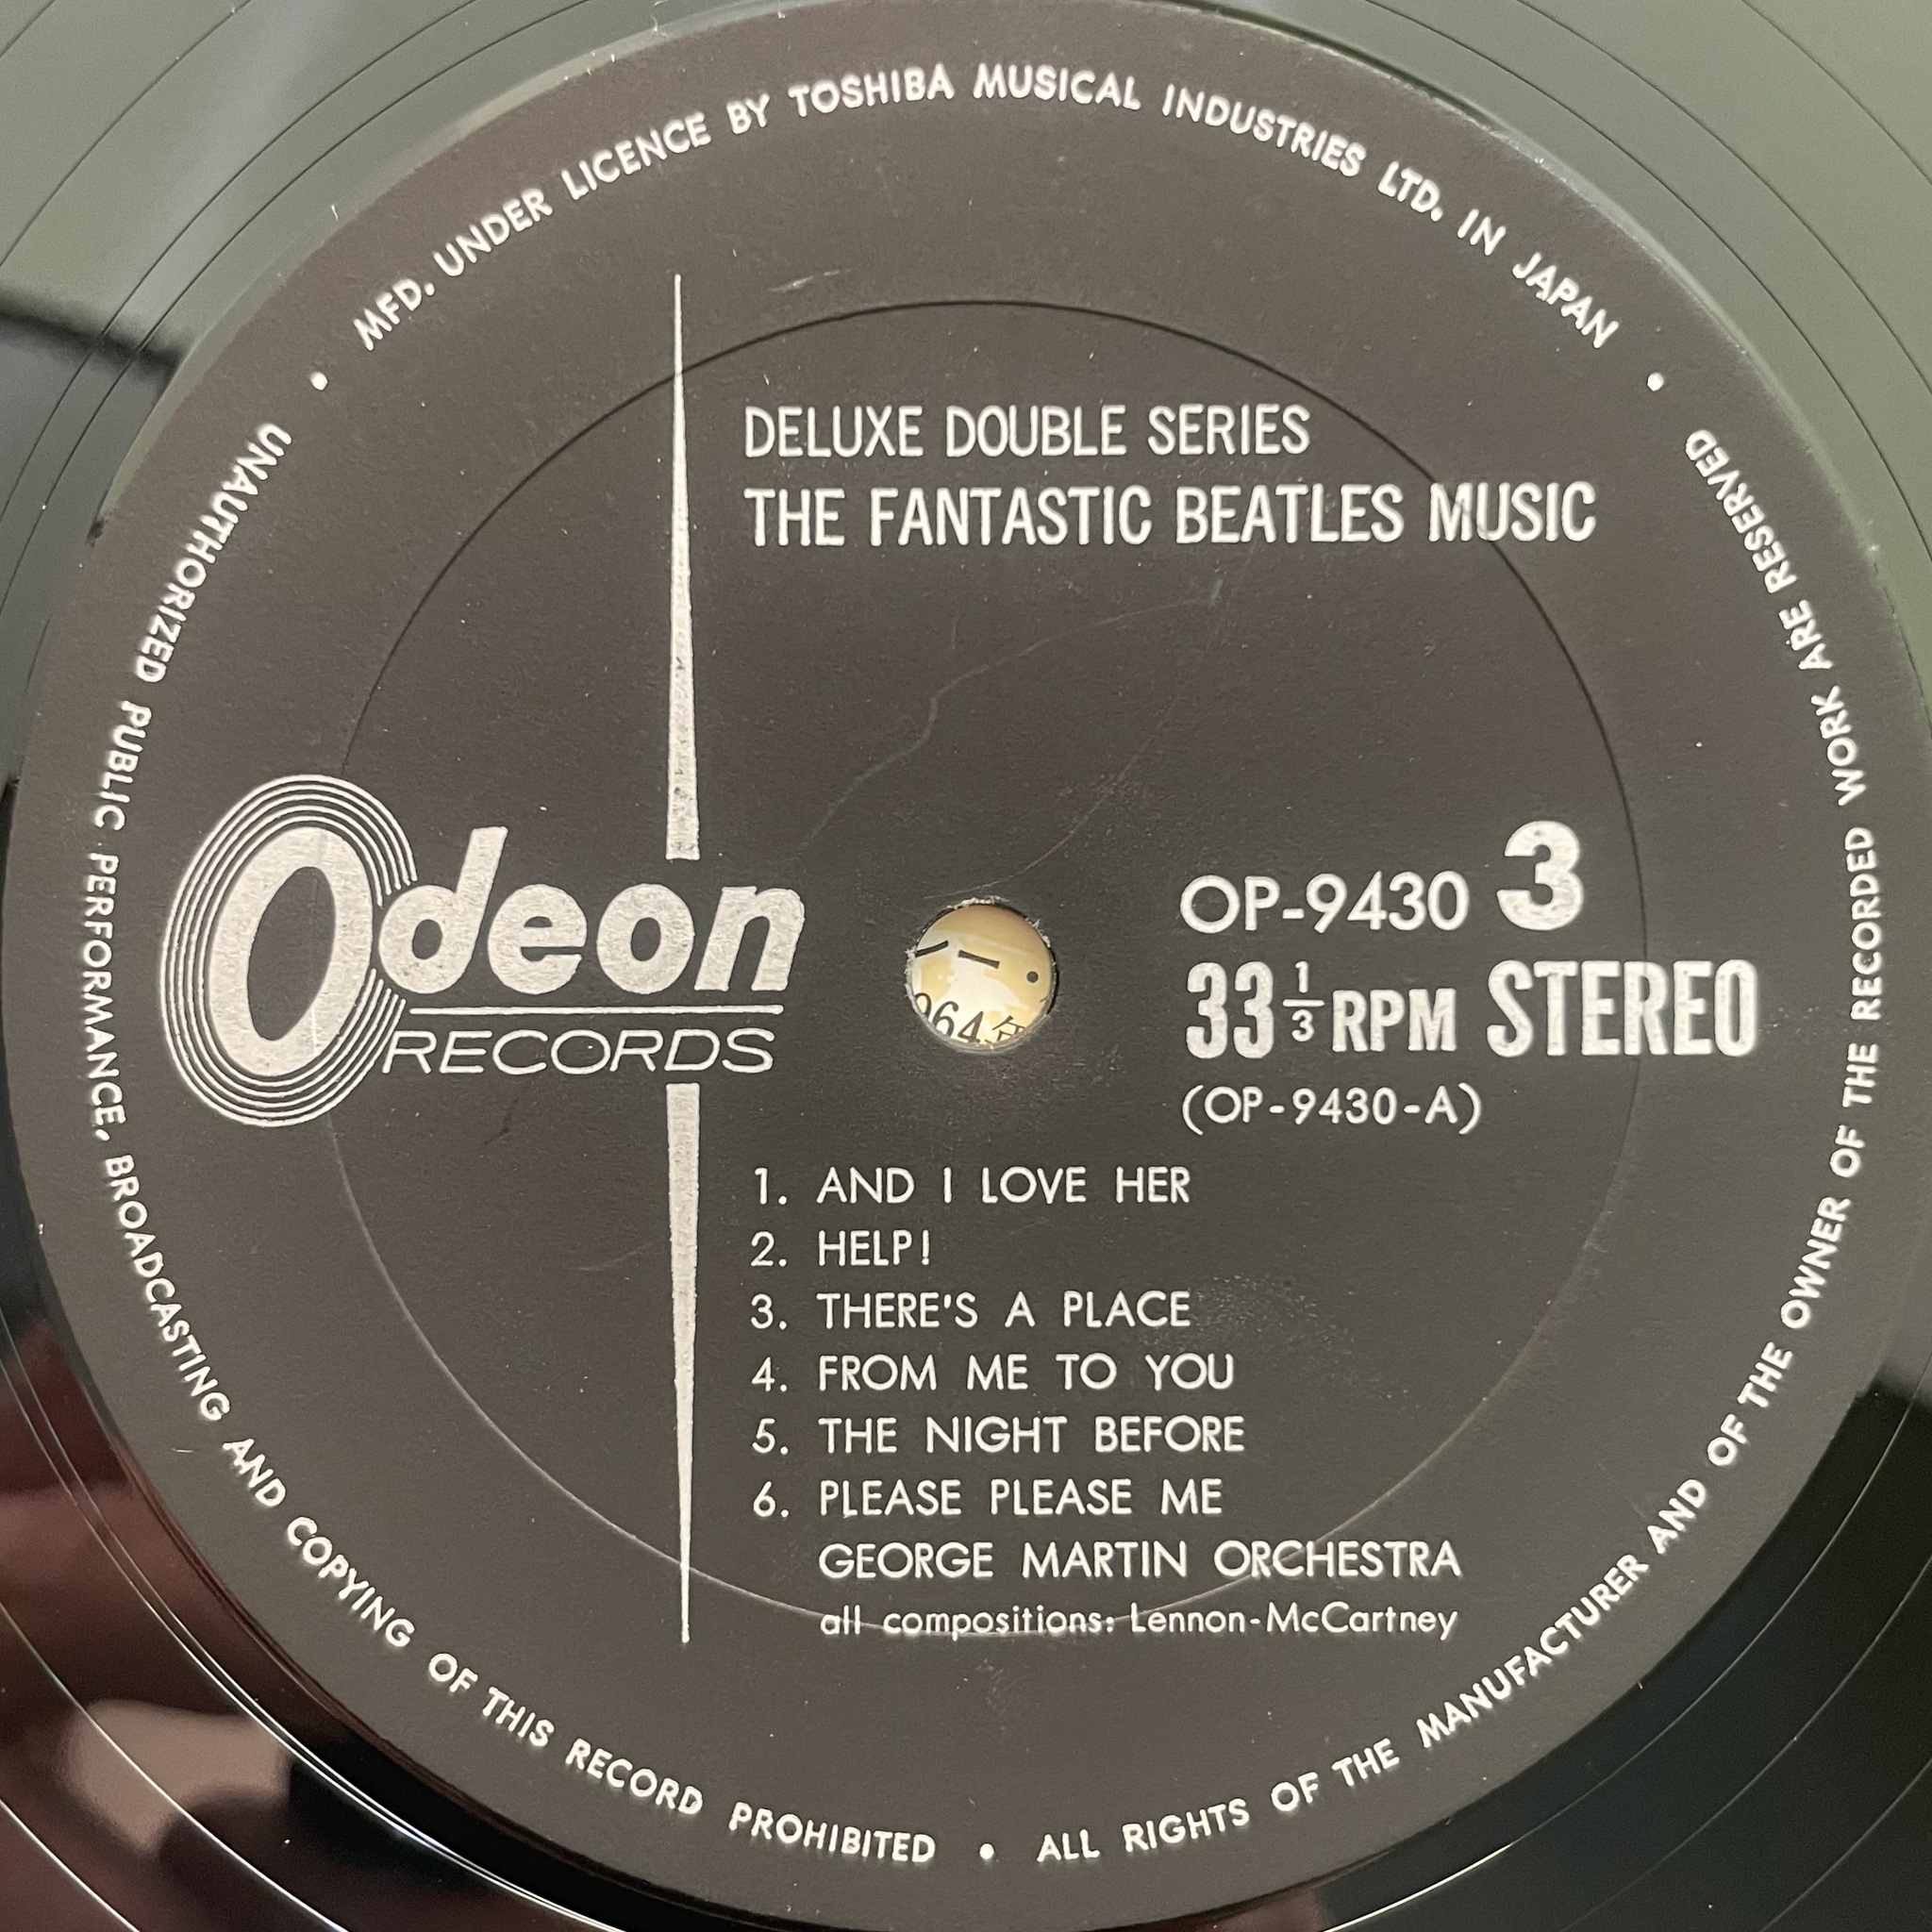 MFD. UNDER LICENCE BY TOSHIBA MUSICAL INDUSTRIES LTD. IN JAPAN •
DELUXE DOUBLE SERIES
THE FANTASTIC BEATLES MUSIC
Odeon
RECORDS
OP-9430 3
33 1/3 RPM STEREO
(OP-9430-A)
1. AND I LOVE HER
2. HELP!
3. THERE'S A PLACE
4. FROM ME TO YOU
5. THE NIGHT BEFORE
6. PLEASE PLEASE ME
GEORGE MARTIN ORCHESTRA
all compositions: Lennon-McCartney
UNAUTHORIZED PUBLIC PERFORMANCE, BROADCASTING AND COPYING OF THIS RECORD PROHIBITED •
ALL RIGHTS OF THE MANUFACTURER AND OF THE OWNER OF THE RECORDED WORK ARE RESERVED •